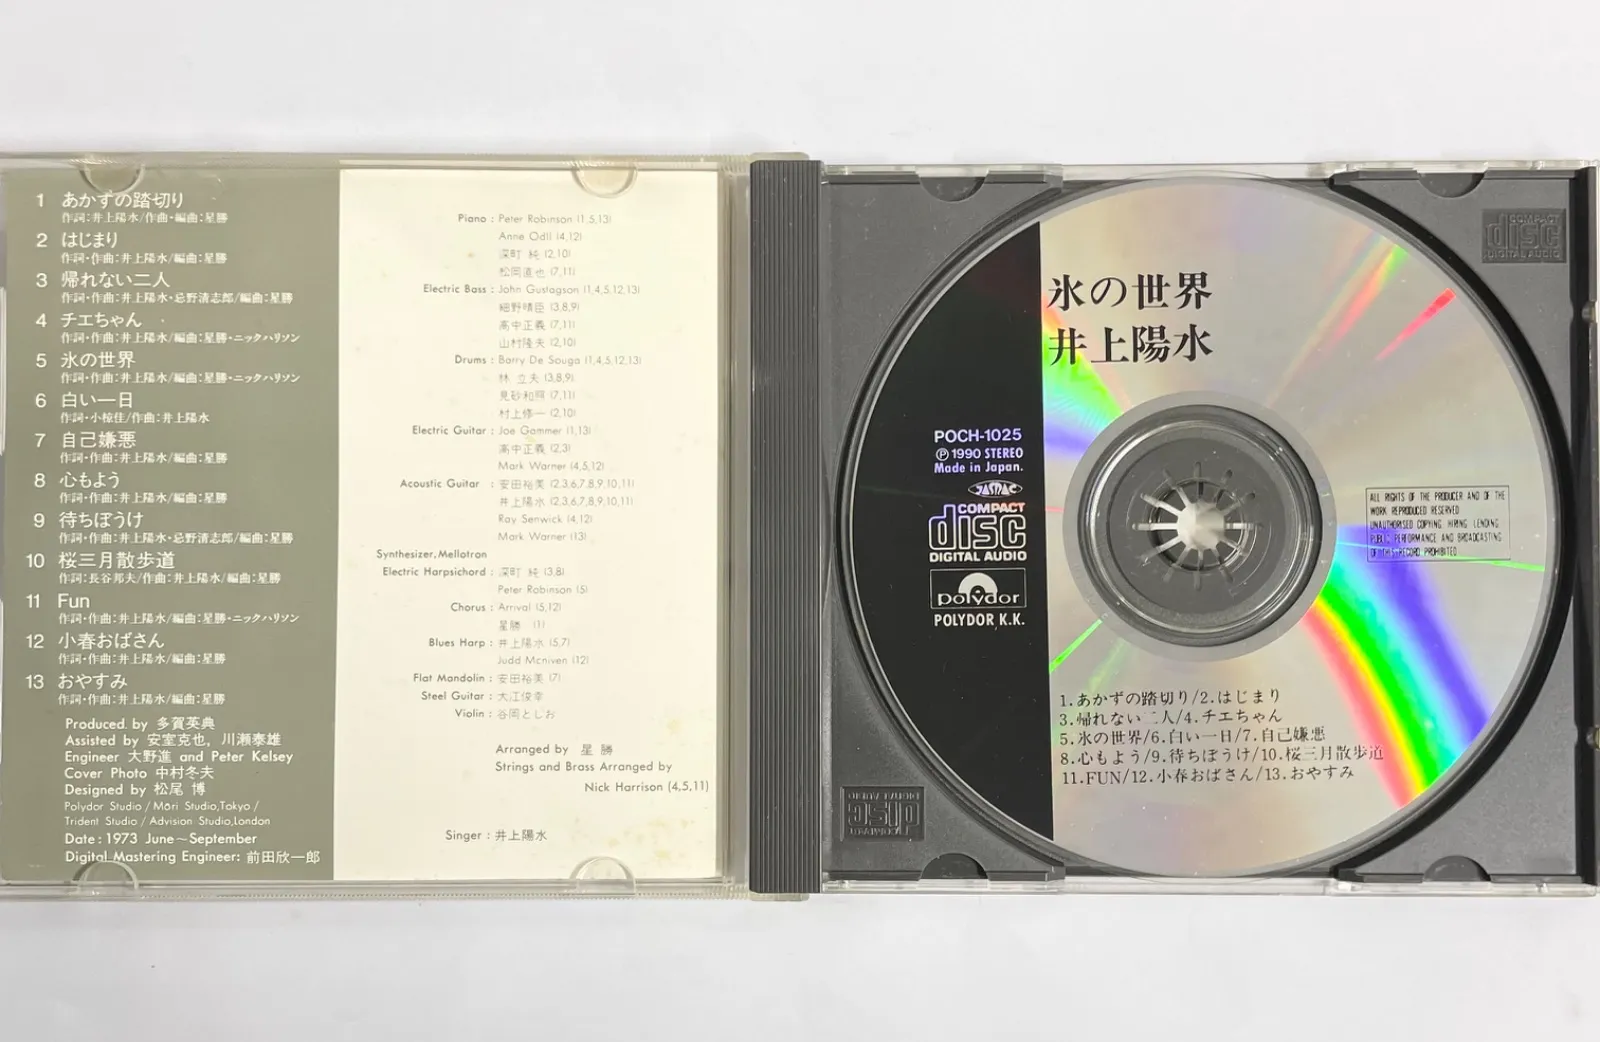 1 あかずの踏切り
作詞:井上陽水/作曲・編曲:星勝
2 はじまり
作詞・作曲:井上陽水/編曲:星勝
3 帰れない二人
作詞・作曲:井上陽水・忌野清志郎/編曲:星勝
4 チエちゃん
作詞・作曲:井上陽水/編曲:星勝・ニックハリソン
5 氷の世界
作詞・作曲:井上陽水/編曲:星勝・ニックハリソン
6 白い一日
作詞・小椋佳/作曲:井上陽水
7 自己嫌悪
作詞・作曲:井上陽水/編曲:星勝
8 心もよう
作詞・作曲:井上陽水/編曲:星勝
9 待ちぼうけ
作詞・作曲:井上陽水・忌野清志郎/編曲:星勝
10 桜三月散歩道
作詞:長谷邦夫/作曲:井上陽水/編曲:星勝
11 Fun
作詞・作曲:井上陽水/編曲:星勝・ニックハリソン
12 小春おばさん
作詞・作曲:井上陽水/編曲:星勝
13 おやすみ
作詞・作曲:井上陽水/編曲:星勝
Produced by 多賀英典
Assisted by 安室克也, 川瀬泰雄
Engineer 大野進 and Peter Kelsey
Cover Photo 中村冬夫
Designed by 松尾 博
Polydor Studio / Mōri Studio,Tokyo /
Trident Studio / Advision Studio,London
Date : 1973 June〜September
Digital Mastering Engineer: 前田欣一郎
Piano : Peter Robinson (1,5,13)
Anne Odll (4,12)
深町 純 (2,10)
松岡直也 (7,11)
Electric Bass : John Gustagson (1,4,5,12,13)
細野晴臣 (3,8,9)
高中正義 (7,11)
山村隆夫 (2,10)
Drums : Barry De Souga (1,4,5,12,13)
林 立夫 (3,8,9)
見砂和照 (7,11)
村上修一 (2,10)
Electric Guitar : Joe Gammer (1,13)
高中正義 (2,3)
Mark Warner (4,5,12)
Acoustic Guitar : 安田裕美 (2,3,6,7,8,9,10,11)
井上陽水 (2,3,6,7,8,9,10,11)
Ray Senwick (4,12)
Mark Warner (13)
Synthesizer,Mellotron
Electric Harpsichord : 深町 純 (3,8)
Peter Robinson (5)
Chorus : Arrival (5,12)
星勝 (1)
Blues Harp : 井上陽水 (5,7)
Judd Mcniven (12)
Flat Mandolin : 安田裕美 (7)
Steel Guitar : 大江俊幸
Violin : 谷岡としお
Arranged by 星 勝
Strings and Brass Arranged by
Nick Harrison (4,5,11)
Singer : 井上陽水
氷の世界
井上陽水
POCH-1025
Ⓟ1990 STEREO
Made in Japan.
JASRAC
COMPACT
disc
DIGITAL AUDIO
polydor
POLYDOR K.K.
ALL RIGHTS OF THE PRODUCER AND OF THE
WORK REPRODUCED RESERVED
UNAUTHORISED COPYING HIRING LENDING
PUBLIC PERFORMANCE AND BROADCASTING
OF THIS RECORD PROHIBITED
1.あかずの踏切り/2.はじまり
3.帰れない二人/4.チエちゃん
5.氷の世界/6.白い一日/7.自己嫌悪
8.心もよう/9.待ちぼうけ/10.桜三月散歩道
11.FUN/12.小春おばさん/13.おやすみ
COMPACT
disc
DIGITAL AUDIO
COMPACT
disc
DIGITAL AUDIO